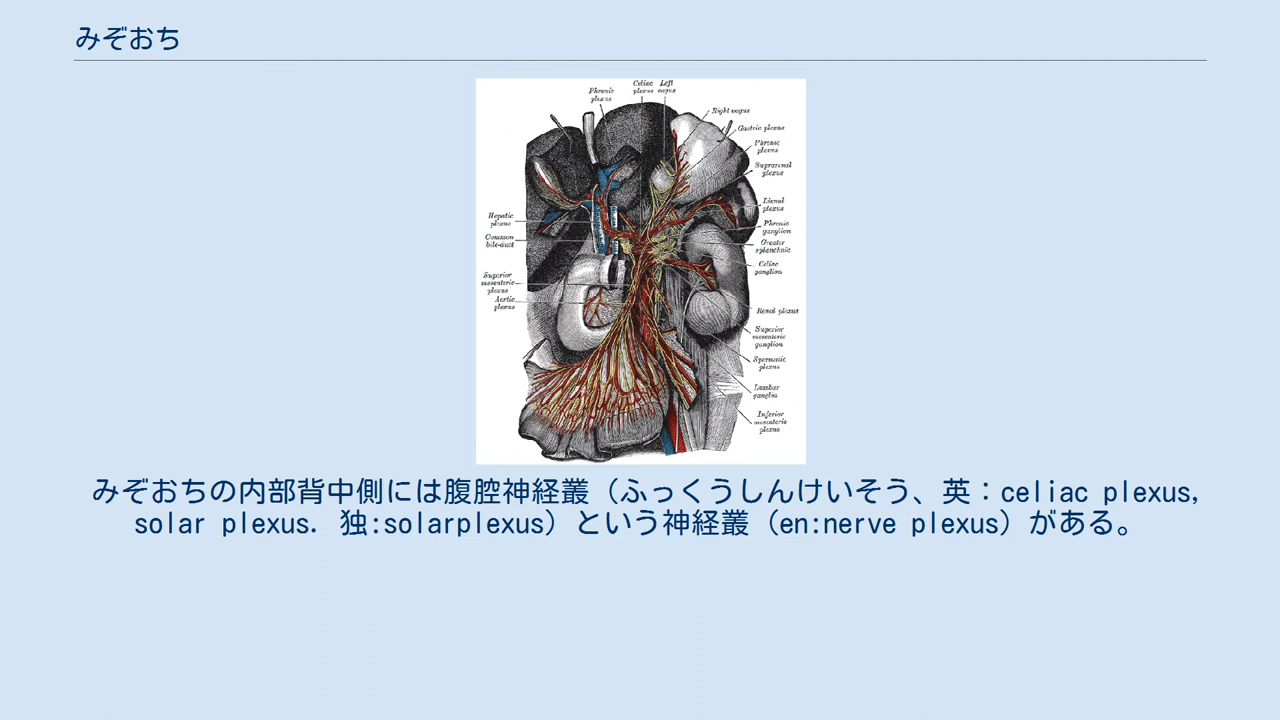 みぞおち
Phrenic
plexus
Celiac
plexus
Left
vagus
Right vagus
Gastric plexus
Phrenic
plexus
Suprarenal
plexus
Lienal
plexus
Phrenic
ganglion
Greater
splanchnic
Celiac
ganglion
Hepatic
plexus
Common
bile-duct
Superior
mesenteric
plexus
Aortic
plexus
Renal plexus
Superior
mesenteric
ganglion
Spermatic
plexus
Lumbar
ganglia
Inferior
mesenteric
plexus
みぞおちの内部背中側には腹腔神経叢（ふっくうしんけいそう、英：celiac plexus,
solar plexus. 独:solarplexus）という神経叢（en:nerve plexus）がある。